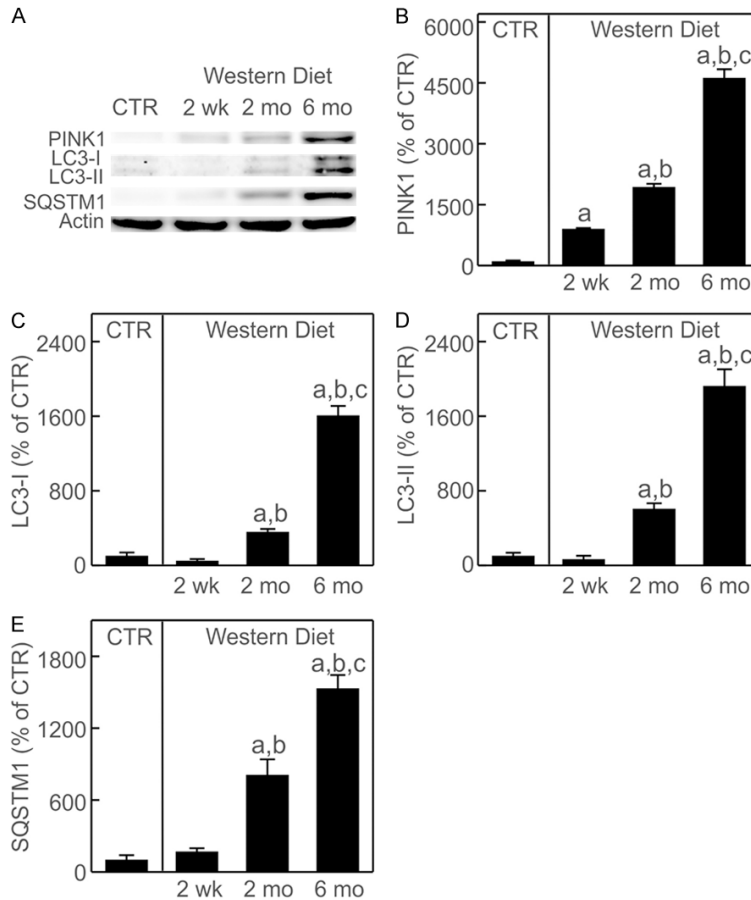 A
Western Diet
CTR 2 wk 2 mo 6 mo
PINK1
LC3-I
LC3-II
SQSTM1
Actin
B
PINK1 (% of CTR)
6000
4500
3000
1500
0
CTR
Western Diet
a
a,b
a,b,c
2 wk 2 mo 6 mo
C
LC3-I (% of CTR)
2400
1600
800
0
CTR
Western Diet
a,b
a,b,c
2 wk 2 mo 6 mo
D
LC3-II (% of CTR)
2400
1600
800
0
CTR
Western Diet
a,b
a,b,c
2 wk 2 mo 6 mo
E
SQSTM1 (% of CTR)
1800
1200
600
0
CTR
Western Diet
a,b
a,b,c
2 wk 2 mo 6 mo